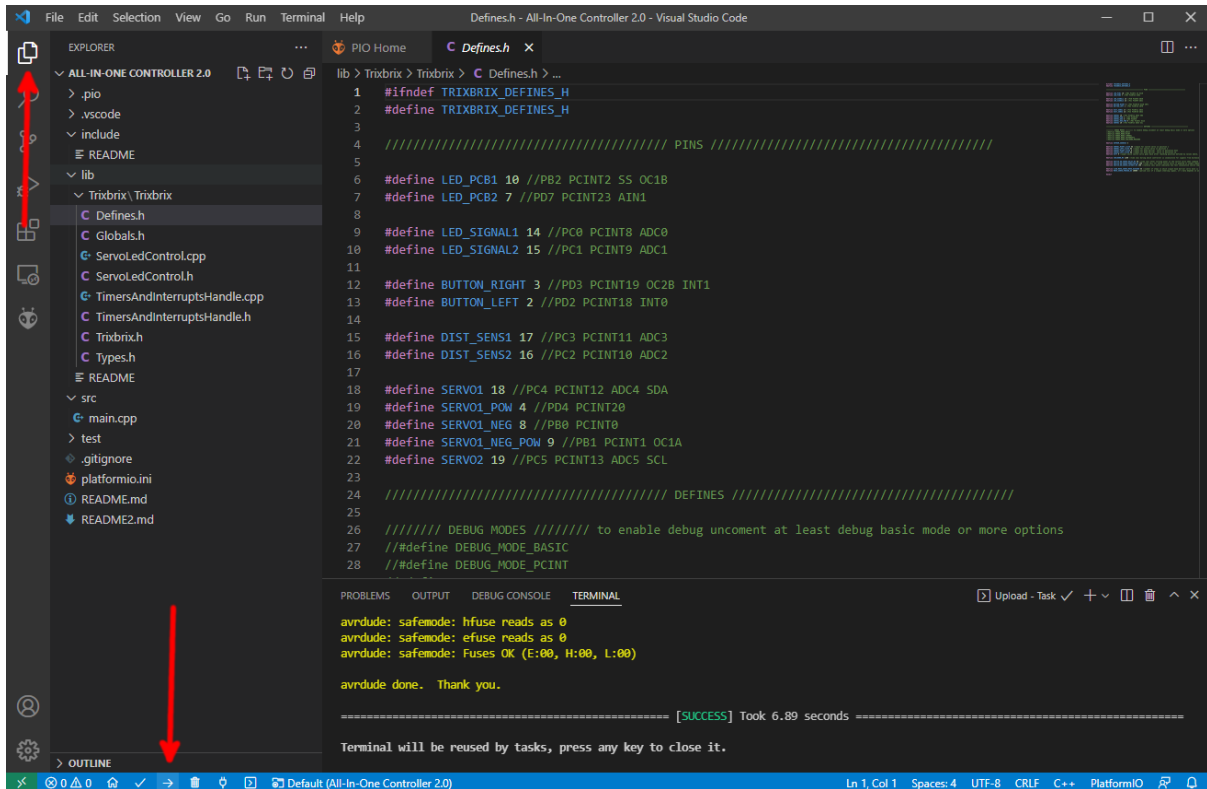 File Edit Selection View Go Run Terminal Help Defines.h - All-In-One Controller 2.0 - Visual Studio Code
EXPLORER
ALL-IN-ONE CONTROLLER 2.0
.pio
.vscode
include
README
lib
Trixbrix \ Trixbrix
Defines.h
Globals.h
ServoLedControl.cpp
ServoLedControl.h
TimersAndInterruptsHandle.cpp
TimersAndInterruptsHandle.h
Trixbrix.h
Types.h
README
src
main.cpp
test
.gitignore
platformio.ini
README.md
README2.md
OUTLINE
PIO Home C Defines.h
lib > Trixbrix > Trixbrix > C Defines.h > ...
1 #ifndef TRIXBRIX_DEFINES_H
2 #define TRIXBRIX_DEFINES_H
3
4 //////////////////////////////////////// PINS ////////////////////////////////////////
5
6 #define LED_PCB1 10 //PB2 PCINT2 SS OC1B
7 #define LED_PCB2 7 //PD7 PCINT23 AIN1
8
9 #define LED_SIGNAL1 14 //PC0 PCINT8 ADC0
10 #define LED_SIGNAL2 15 //PC1 PCINT9 ADC1
11
12 #define BUTTON_RIGHT 3 //PD3 PCINT19 OC2B INT1
13 #define BUTTON_LEFT 2 //PD2 PCINT18 INT0
14
15 #define DIST_SENS1 17 //PC3 PCINT11 ADC3
16 #define DIST_SENS2 16 //PC2 PCINT10 ADC2
17
18 #define SERVO1 18 //PC4 PCINT12 ADC4 SDA
19 #define SERVO1_POW 4 //PD4 PCINT20
20 #define SERVO1_NEG 8 //PB0 PCINT0
21 #define SERVO1_NEG_POW 9 //PB1 PCINT1 OC1A
22 #define SERVO2 19 //PC5 PCINT13 ADC5 SCL
23
24 //////////////////////////////////////// DEFINES ////////////////////////////////////////
25
26 //////// DEBUG MODES //////// to enable debug uncoment at least debug basic mode or more options
27 //#define DEBUG_MODE_BASIC
28 //#define DEBUG_MODE_PCINT
PROBLEMS OUTPUT DEBUG CONSOLE TERMINAL Upload - Task
avrdude: safemode: hfuse reads as 0
avrdude: safemode: efuse reads as 0
avrdude: safemode: Fuses OK (E:00, H:00, L:00)
avrdude done. Thank you.
=================================================== [SUCCESS] Took 6.89 seconds ===================================================
Terminal will be reused by tasks, press any key to close it.
0 0 Default (All-In-One Controller 2.0) Ln 1, Col 1 Spaces: 4 UTF-8 CRLF C++ PlatformIO